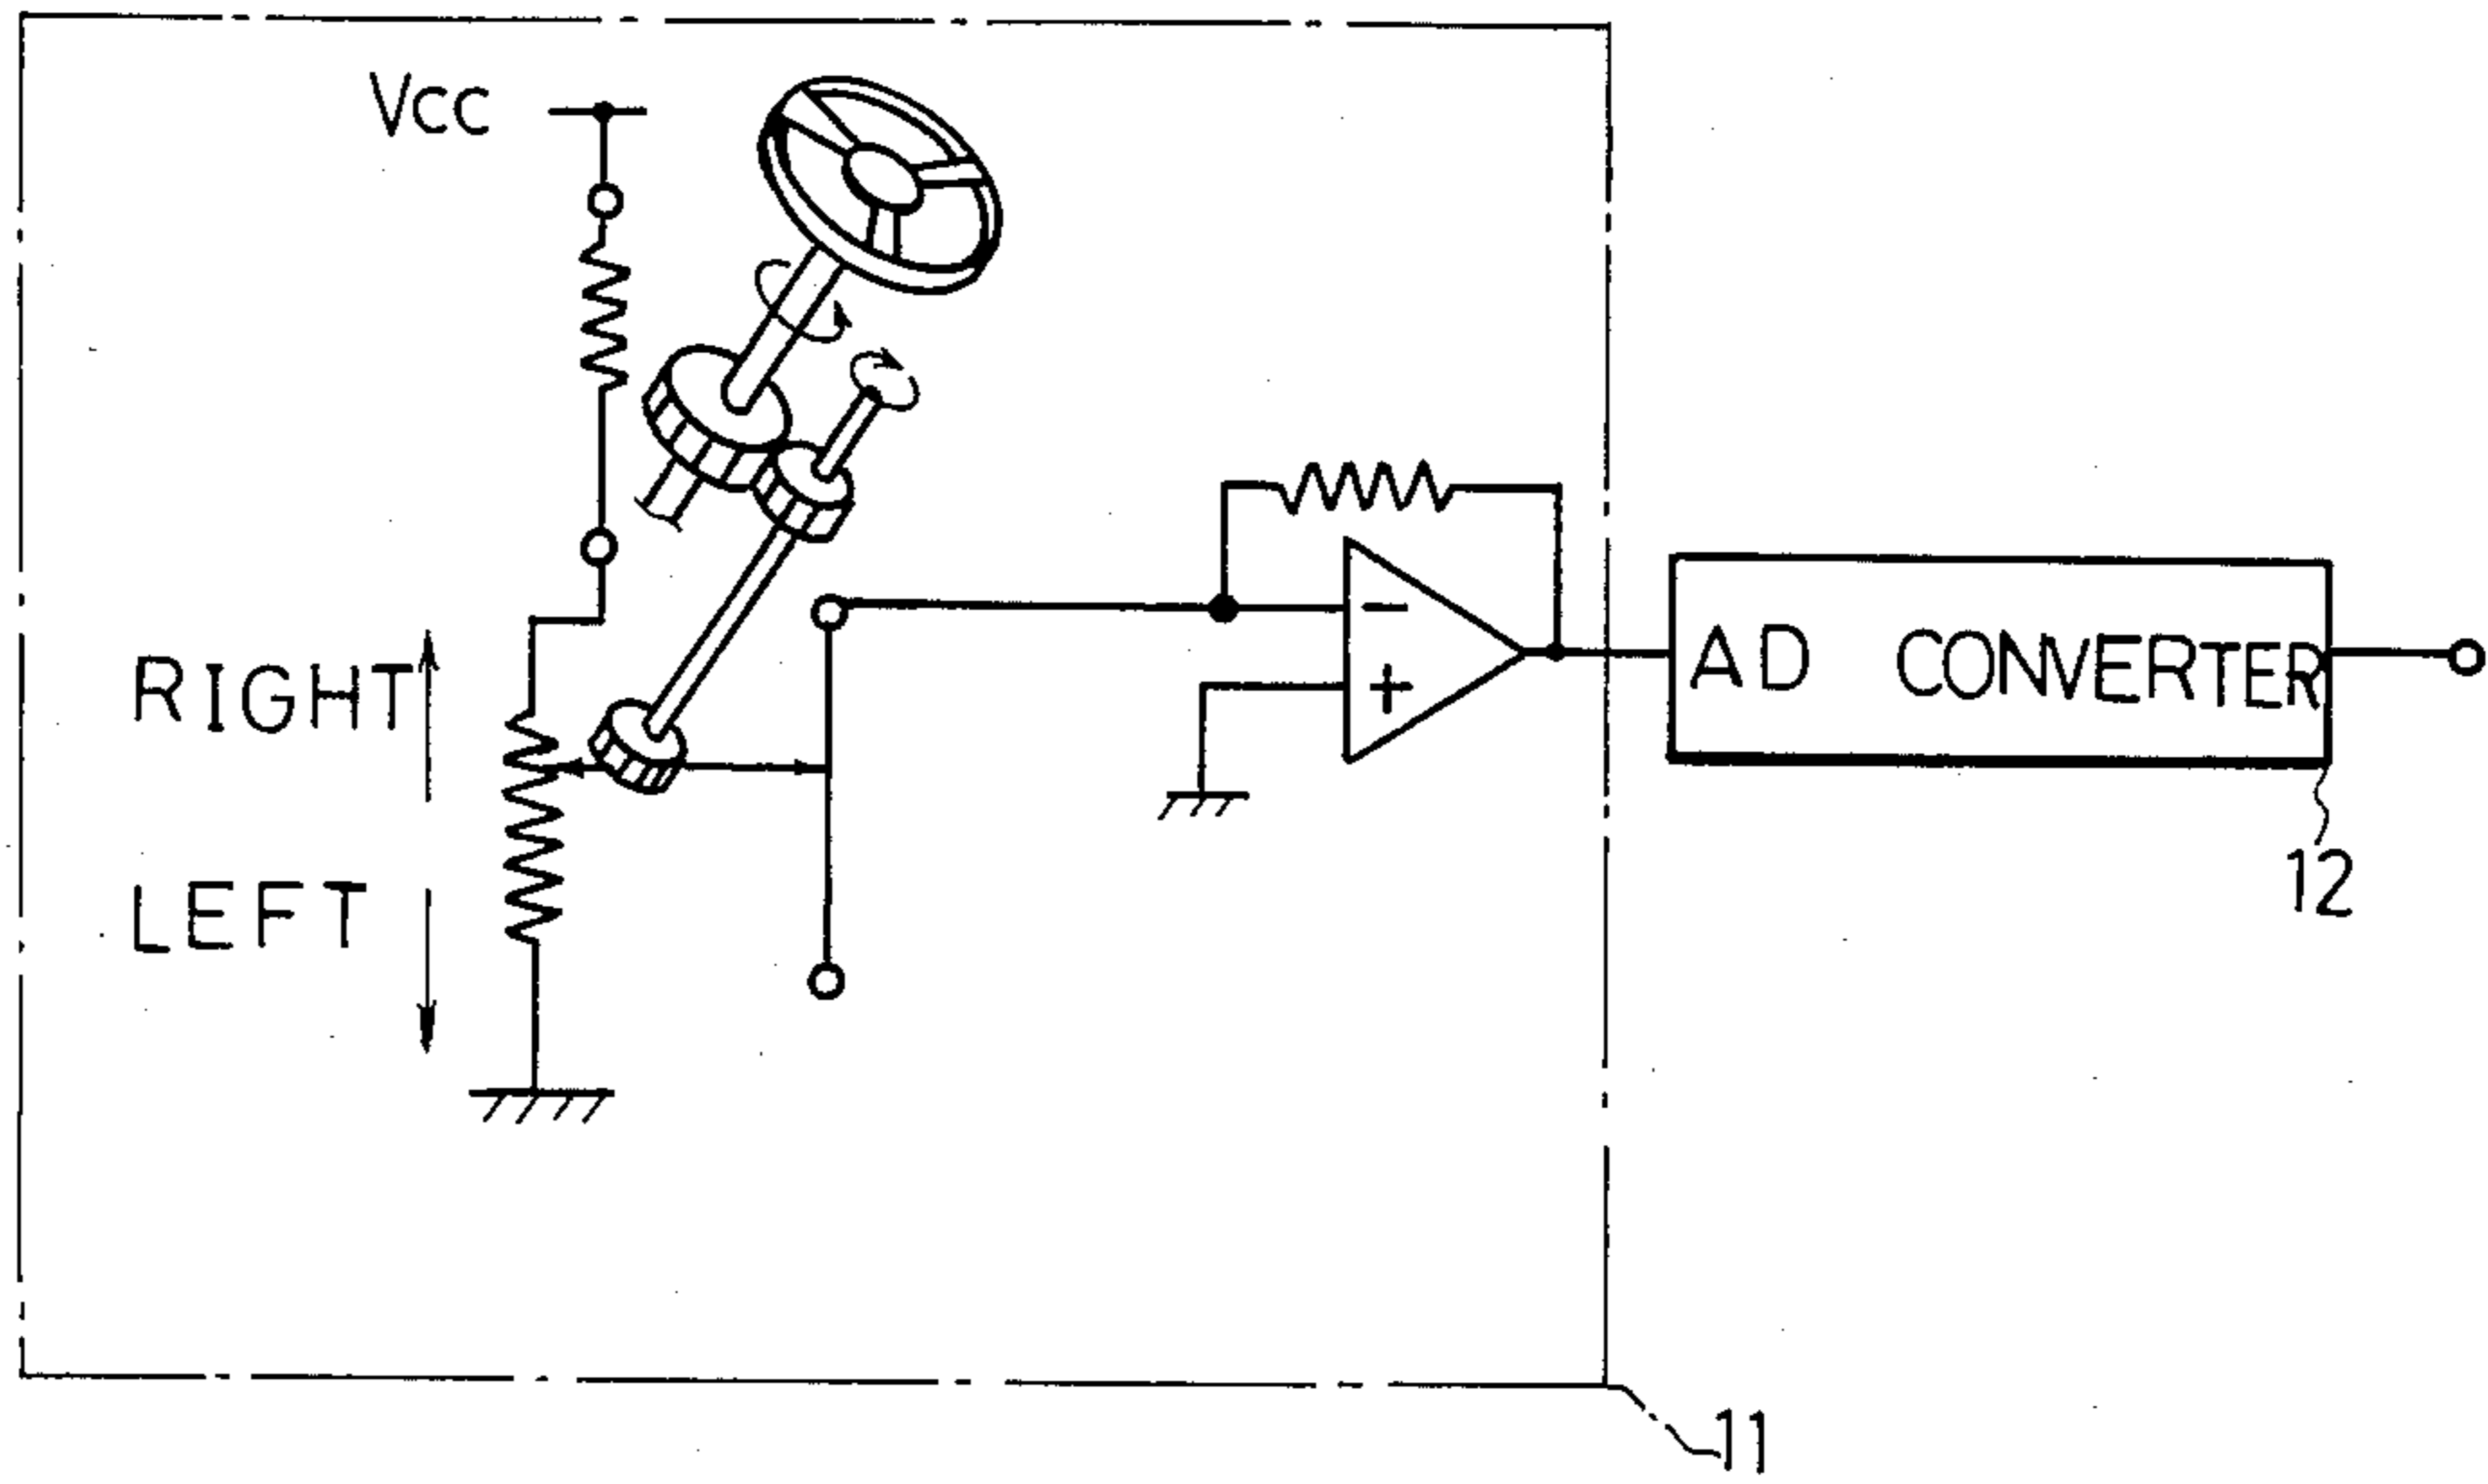 Vcc
RIGHT
LEFT
−
+
AD CONVERTER
12
11